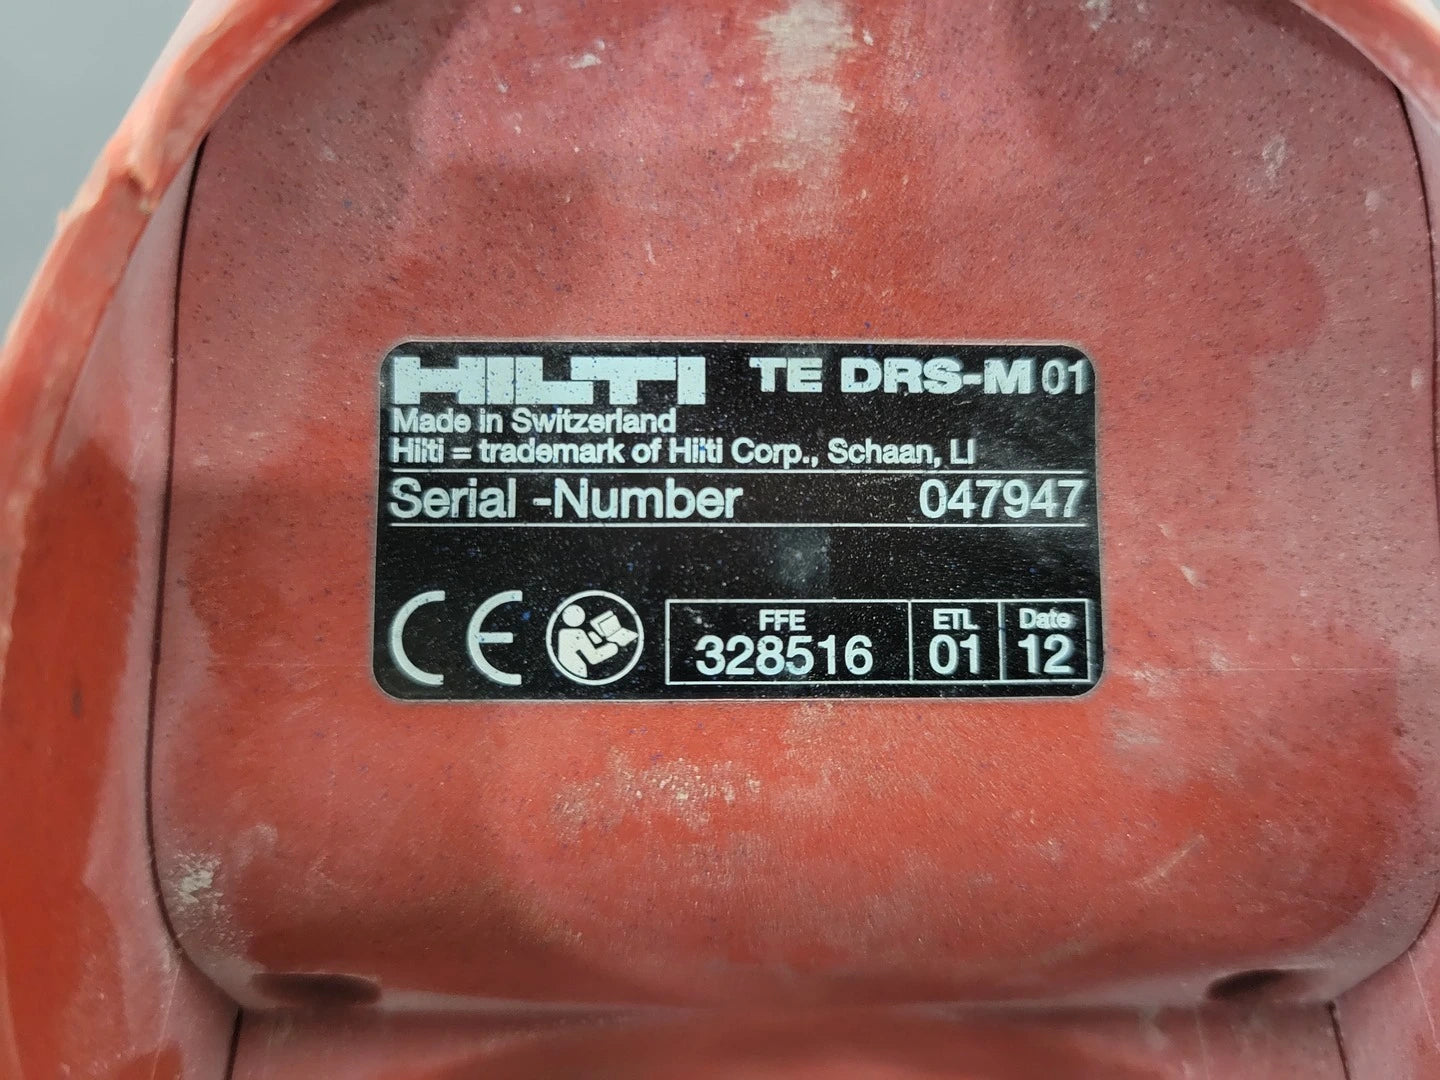 HILTI TE DRS-M 01
Made in Switzerland
Hilti = trademark of Hilti Corp., Schaan, LI
Serial -Number 047947
CE FFE ETL Date
328516 01 12